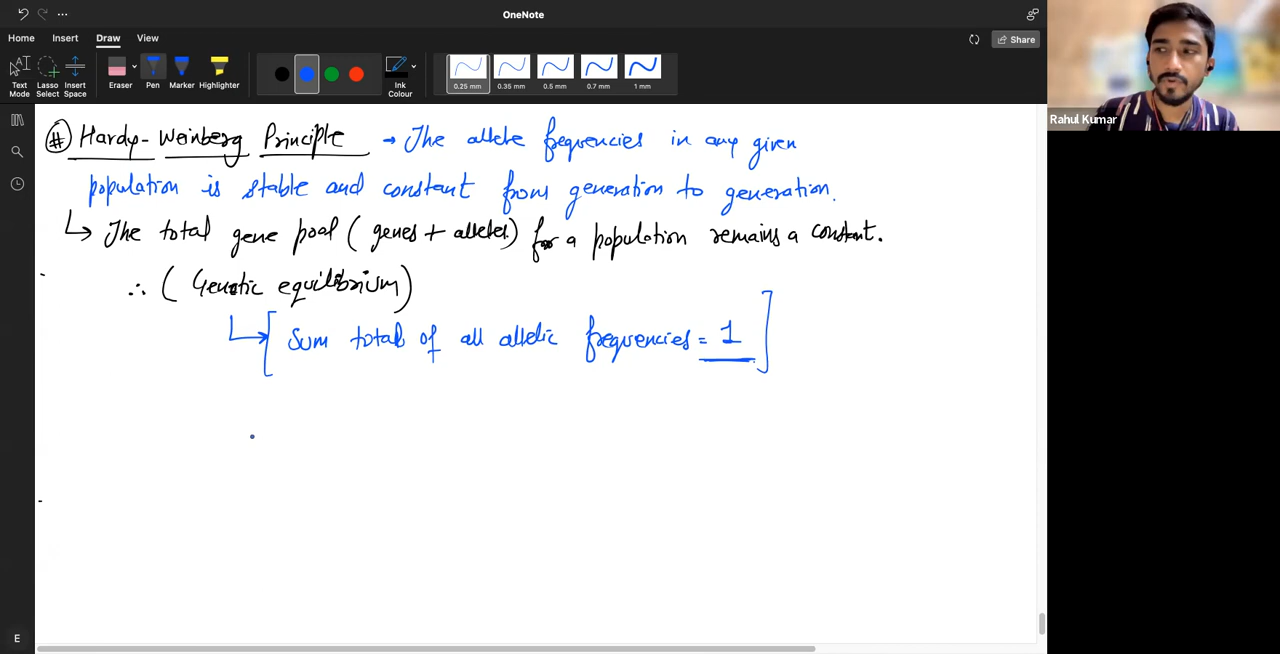 OneNote
Home Insert Draw View
Share
Text Mode Lasso Select Insert Space Eraser Pen Marker Highlighter Ink Colour 0.25 mm 0.35 mm 0.5 mm 0.7 mm 1 mm
Rahul Kumar
# Hardy-Weinberg Principle → The allele frequencies in any given
population is stable and constant from generation to generation.
↳ The total gene pool (genes + alleles) for a population remains a constant.
∴ (Genetic equilibrium)
↳ [Sum total of all allelic frequencies = 1]
E